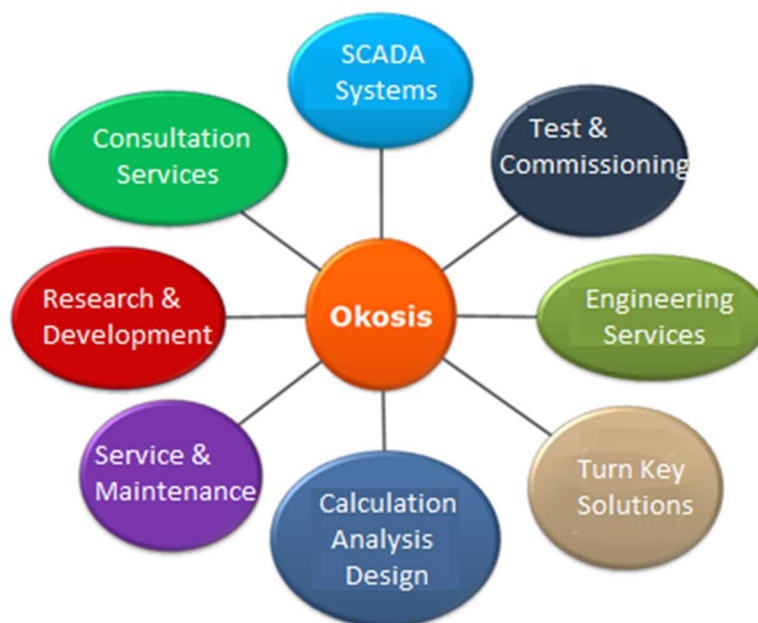 SCADA
Systems
Test &
Commissioning
Engineering
Services
Turn Key
Solutions
Calculation
Analysis
Design
Service &
Maintenance
Research &
Development
Consultation
Services
Okosis